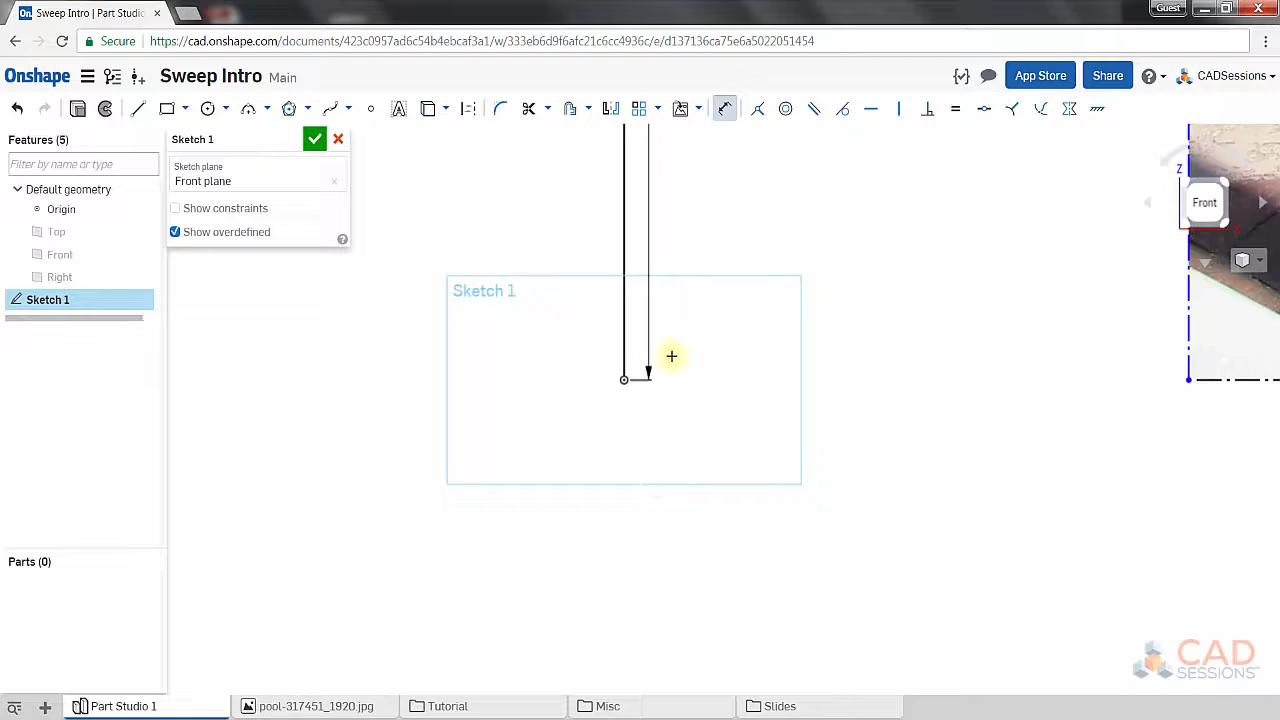 On Sweep Intro | Part Studio 1
Guest
Secure https://cad.onshape.com/documents/423c0957ad6c54b4ebcaf3a1/w/333eb6d9f6afc21c6cc4936c/e/d137136ca75e6a5022051454
Onshape Sweep Intro Main App Store Share CADSessions
Features (5)
Filter by name or type
Default geometry
Origin
Top
Front
Right
Sketch 1
Sketch 1
Sketch plane
Front plane
Show constraints
Show overdefined
Sketch 1
Z
Front
X
Parts (0)
CAD
SESSIONS
Part Studio 1 pool-317451_1920.jpg Tutorial Misc Slides